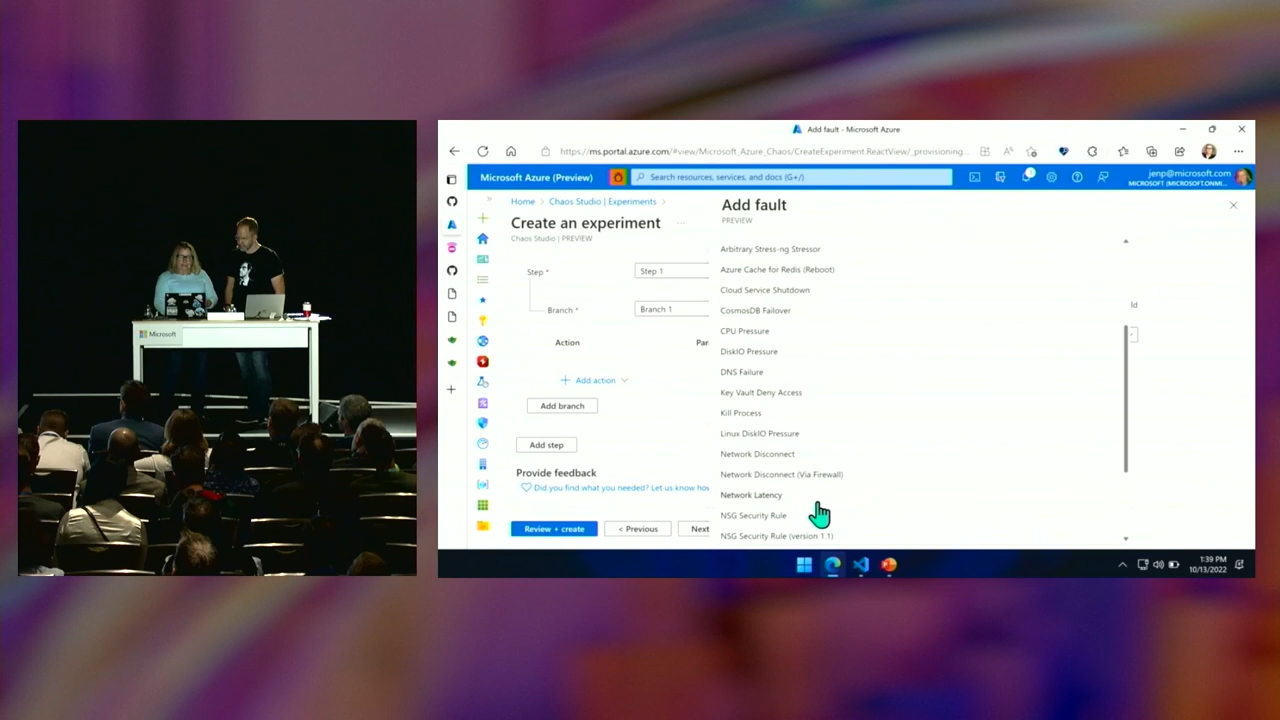 Microsoft
Add fault - Microsoft Azure
https://ms.portal.azure.com/#view/Microsoft_Azure_Chaos/CreateExperiment.ReactView/_provisioning...
Microsoft Azure (Preview)
Search resources, services, and docs (G+/)
1
jenp@microsoft.com
MICROSOFT (MICROSOFT.ONMI...
Home > Chaos Studio | Experiments >
Create an experiment ...
Chaos Studio | PREVIEW
Step *
Step 1
Branch *
Branch 1
Action
Par
Add action
Add branch
Add step
Provide feedback
Did you find what you needed? Let us know how
Review + create
< Previous
Next
Add fault
PREVIEW
Arbitrary Stress-ng Stressor
Azure Cache for Redis (Reboot)
Cloud Service Shutdown
CosmosDB Failover
CPU Pressure
DiskIO Pressure
DNS Failure
Key Vault Deny Access
Kill Process
Linux DiskIO Pressure
Network Disconnect
Network Disconnect (Via Firewall)
Network Latency
NSG Security Rule
NSG Security Rule (version 1.1)
Id
1:39 PM
10/13/2022